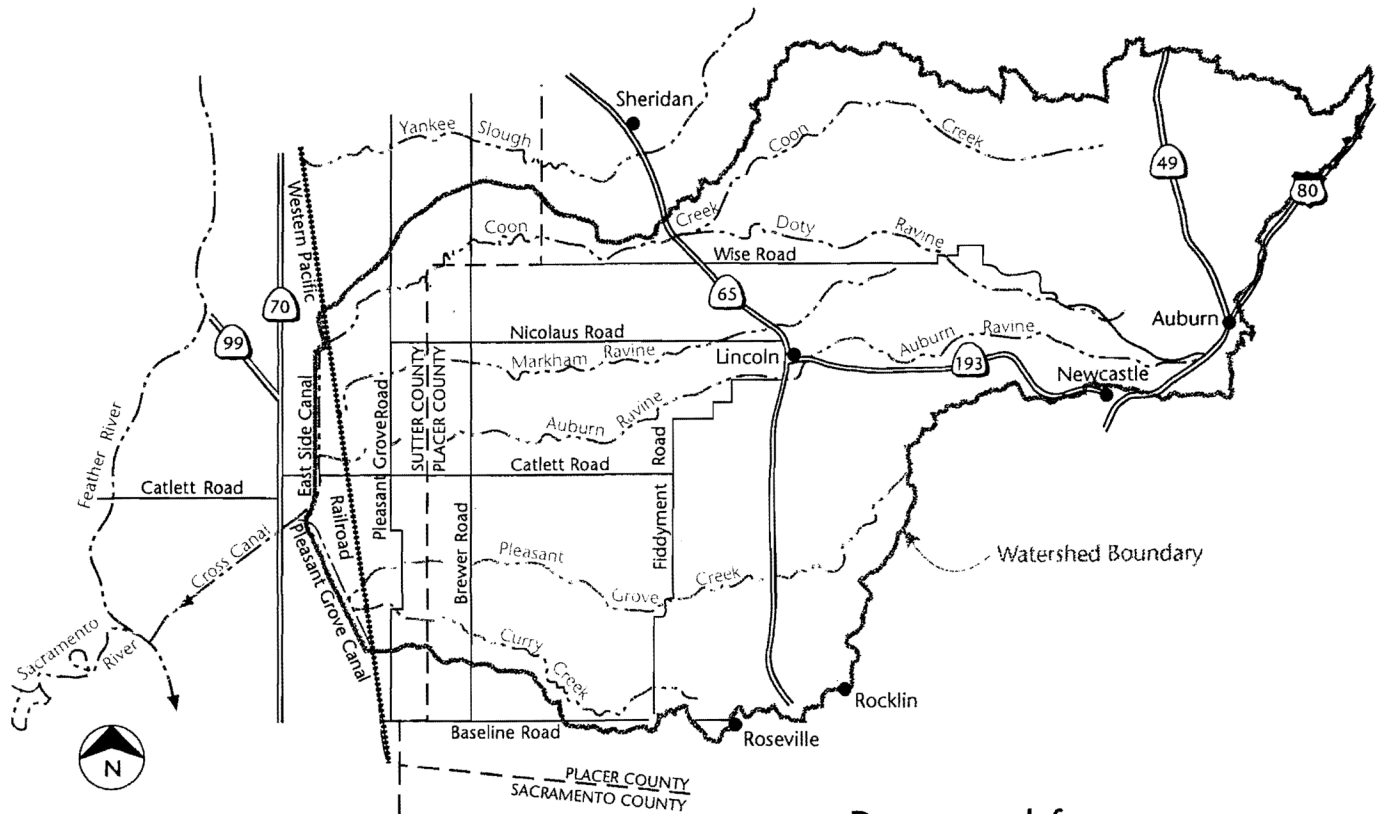 Sheridan
Yankee Slough
Coon Creek
49
80
Western Pacific
Coon Creek
Doty Ravine
Wise Road
70
65
99
Nicolaus Road
Auburn
Markham Ravine
Lincoln
Auburn Ravine
193
Newcastle
East Side Canal
Pleasant Grove Road
SUTTER COUNTY
PLACER COUNTY
Auburn Ravine
Feather River
Catlett Road
Catlett Road
Railroad
Brewer Road
Fiddyment Road
Cross Canal
Pleasant Grove Creek
Watershed Boundary
Pleasant Grove Canal
Sacramento River
Curry Creek
Rocklin
Baseline Road
Roseville
N
PLACER COUNTY
SACRAMENTO COUNTY